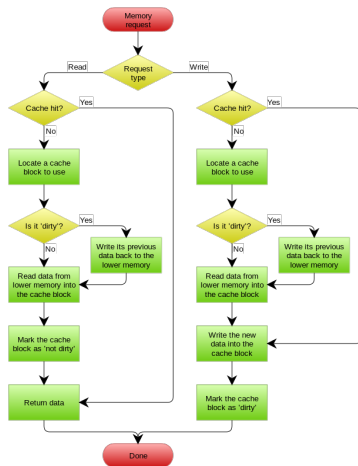 Memory
request
Request
type
Read
Write
Cache hit?
Yes
No
Cache hit?
Yes
No
Locate a cache
block to use
Locate a cache
block to use
Is it 'dirty'?
Yes
No
Is it 'dirty'?
Yes
No
Write its previous
data back to the
lower memory
Write its previous
data back to the
lower memory
Read data from
lower memory into
the cache block
Read data from
lower memory into
the cache block
Mark the cache
block as 'not dirty'
Write the new
data into the
cache block
Return data
Mark the cache
block as 'dirty'
Done